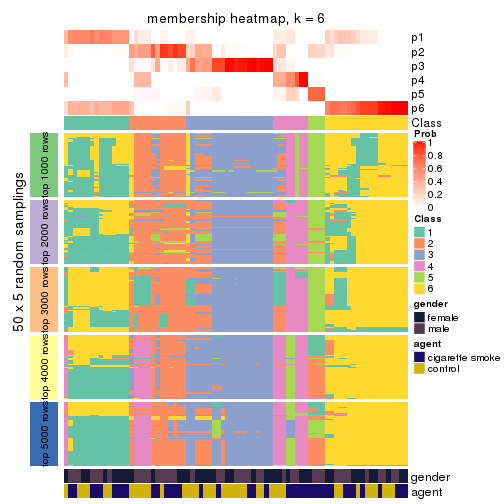 membership heatmap, k = 6
p1
p2
p3
p4
p5
p6
Class
50 x 5 random samplings
top 1000 rows
top 2000 rows
top 3000 rows
top 4000 rows
top 5000 rows
gender
agent
Prob
1
0.8
0.6
0.4
0.2
0
Class
1
2
3
4
5
6
gender
female
male
agent
cigarette smoke
control